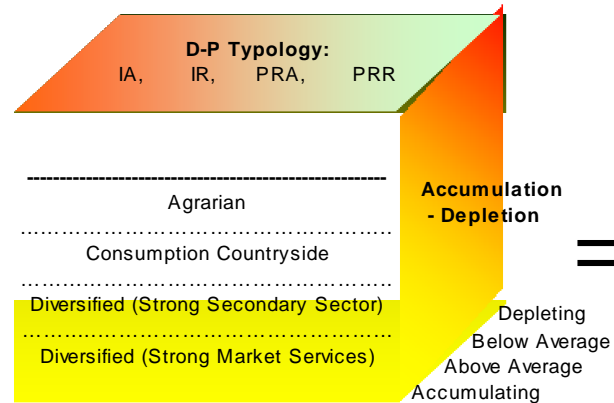 D-P Typology:
IA, IR, PRA, PRR
----------------------------------------------------------------
Agrarian
……………………………………………………..
Consumption Countryside
……………………………………………………..
Diversified (Strong Secondary Sector)
……………………………………………………..
Diversified (Strong Market Services)
Accumulation
- Depletion
=
Depleting
Below Average
Above Average
Accumulating